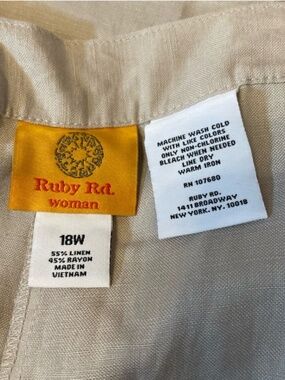 Ruby Rd.
woman
18W
55% LINEN
45% RAYON
MADE IN
VIETNAM
MACHINE WASH COLD
WITH LIKE COLORS
ONLY NON-CHLORINE
BLEACH WHEN NEEDED
LINE DRY
WARM IRON
RN 107680
RUBY RD.
1411 BROADWAY
NEW YORK, NY. 10018